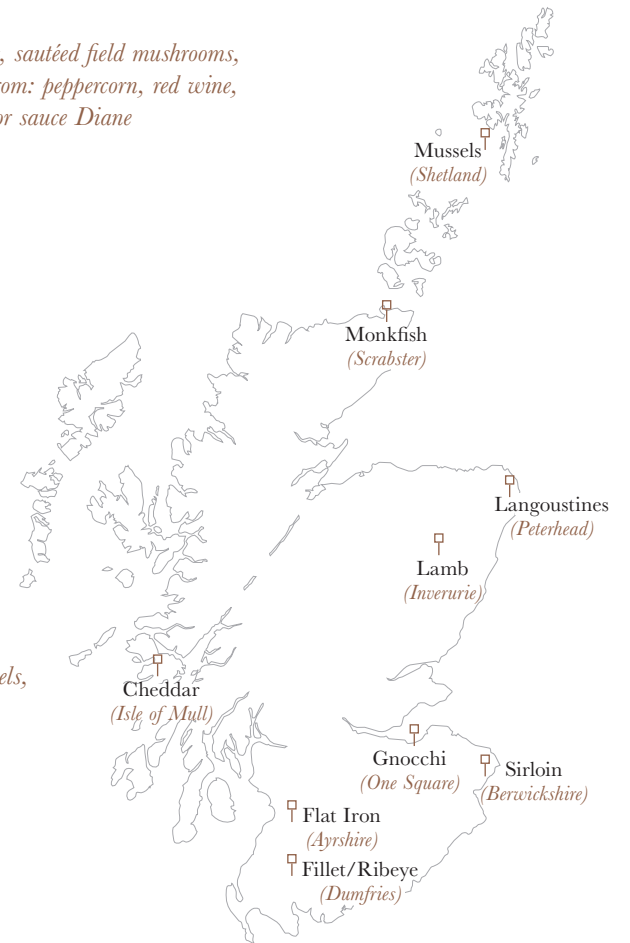 , sautéed field mushrooms,
rom: peppercorn, red wine,
or sauce Diane
Mussels
(Shetland)
Monkfish
(Scrabster)
Langoustines
(Peterhead)
Lamb
(Inverurie)
els,
Cheddar
(Isle of Mull)
Gnocchi
(One Square)
Sirloin
(Berwickshire)
Flat Iron
(Ayrshire)
Fillet/Ribeye
(Dumfries)